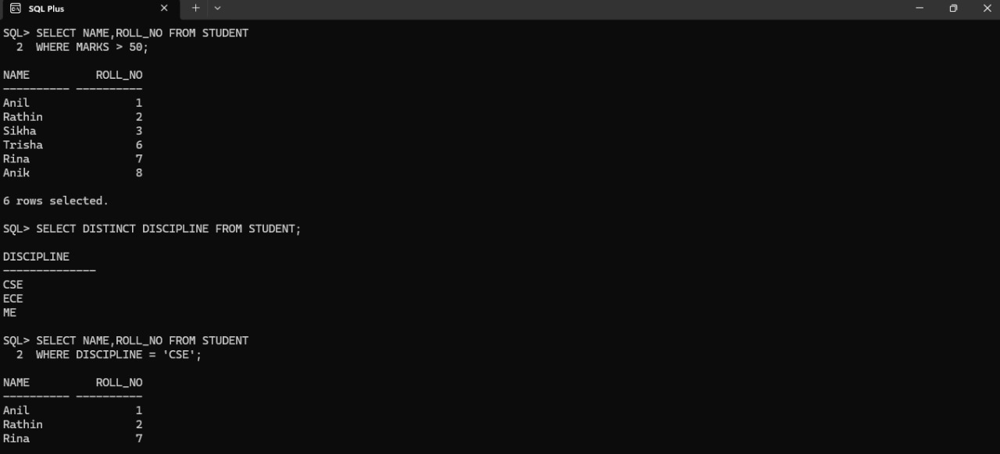 SQL Plus
SQL> SELECT NAME,ROLL_NO FROM STUDENT
  2  WHERE MARKS > 50;
NAME          ROLL_NO
---------- ----------
Anil                1
Rathin              2
Sikha               3
Trisha              6
Rina                7
Anik                8
6 rows selected.
SQL> SELECT DISTINCT DISCIPLINE FROM STUDENT;
DISCIPLINE
--------------
CSE
ECE
ME
SQL> SELECT NAME,ROLL_NO FROM STUDENT
  2  WHERE DISCIPLINE = 'CSE';
NAME          ROLL_NO
---------- ----------
Anil                1
Rathin              2
Rina                7